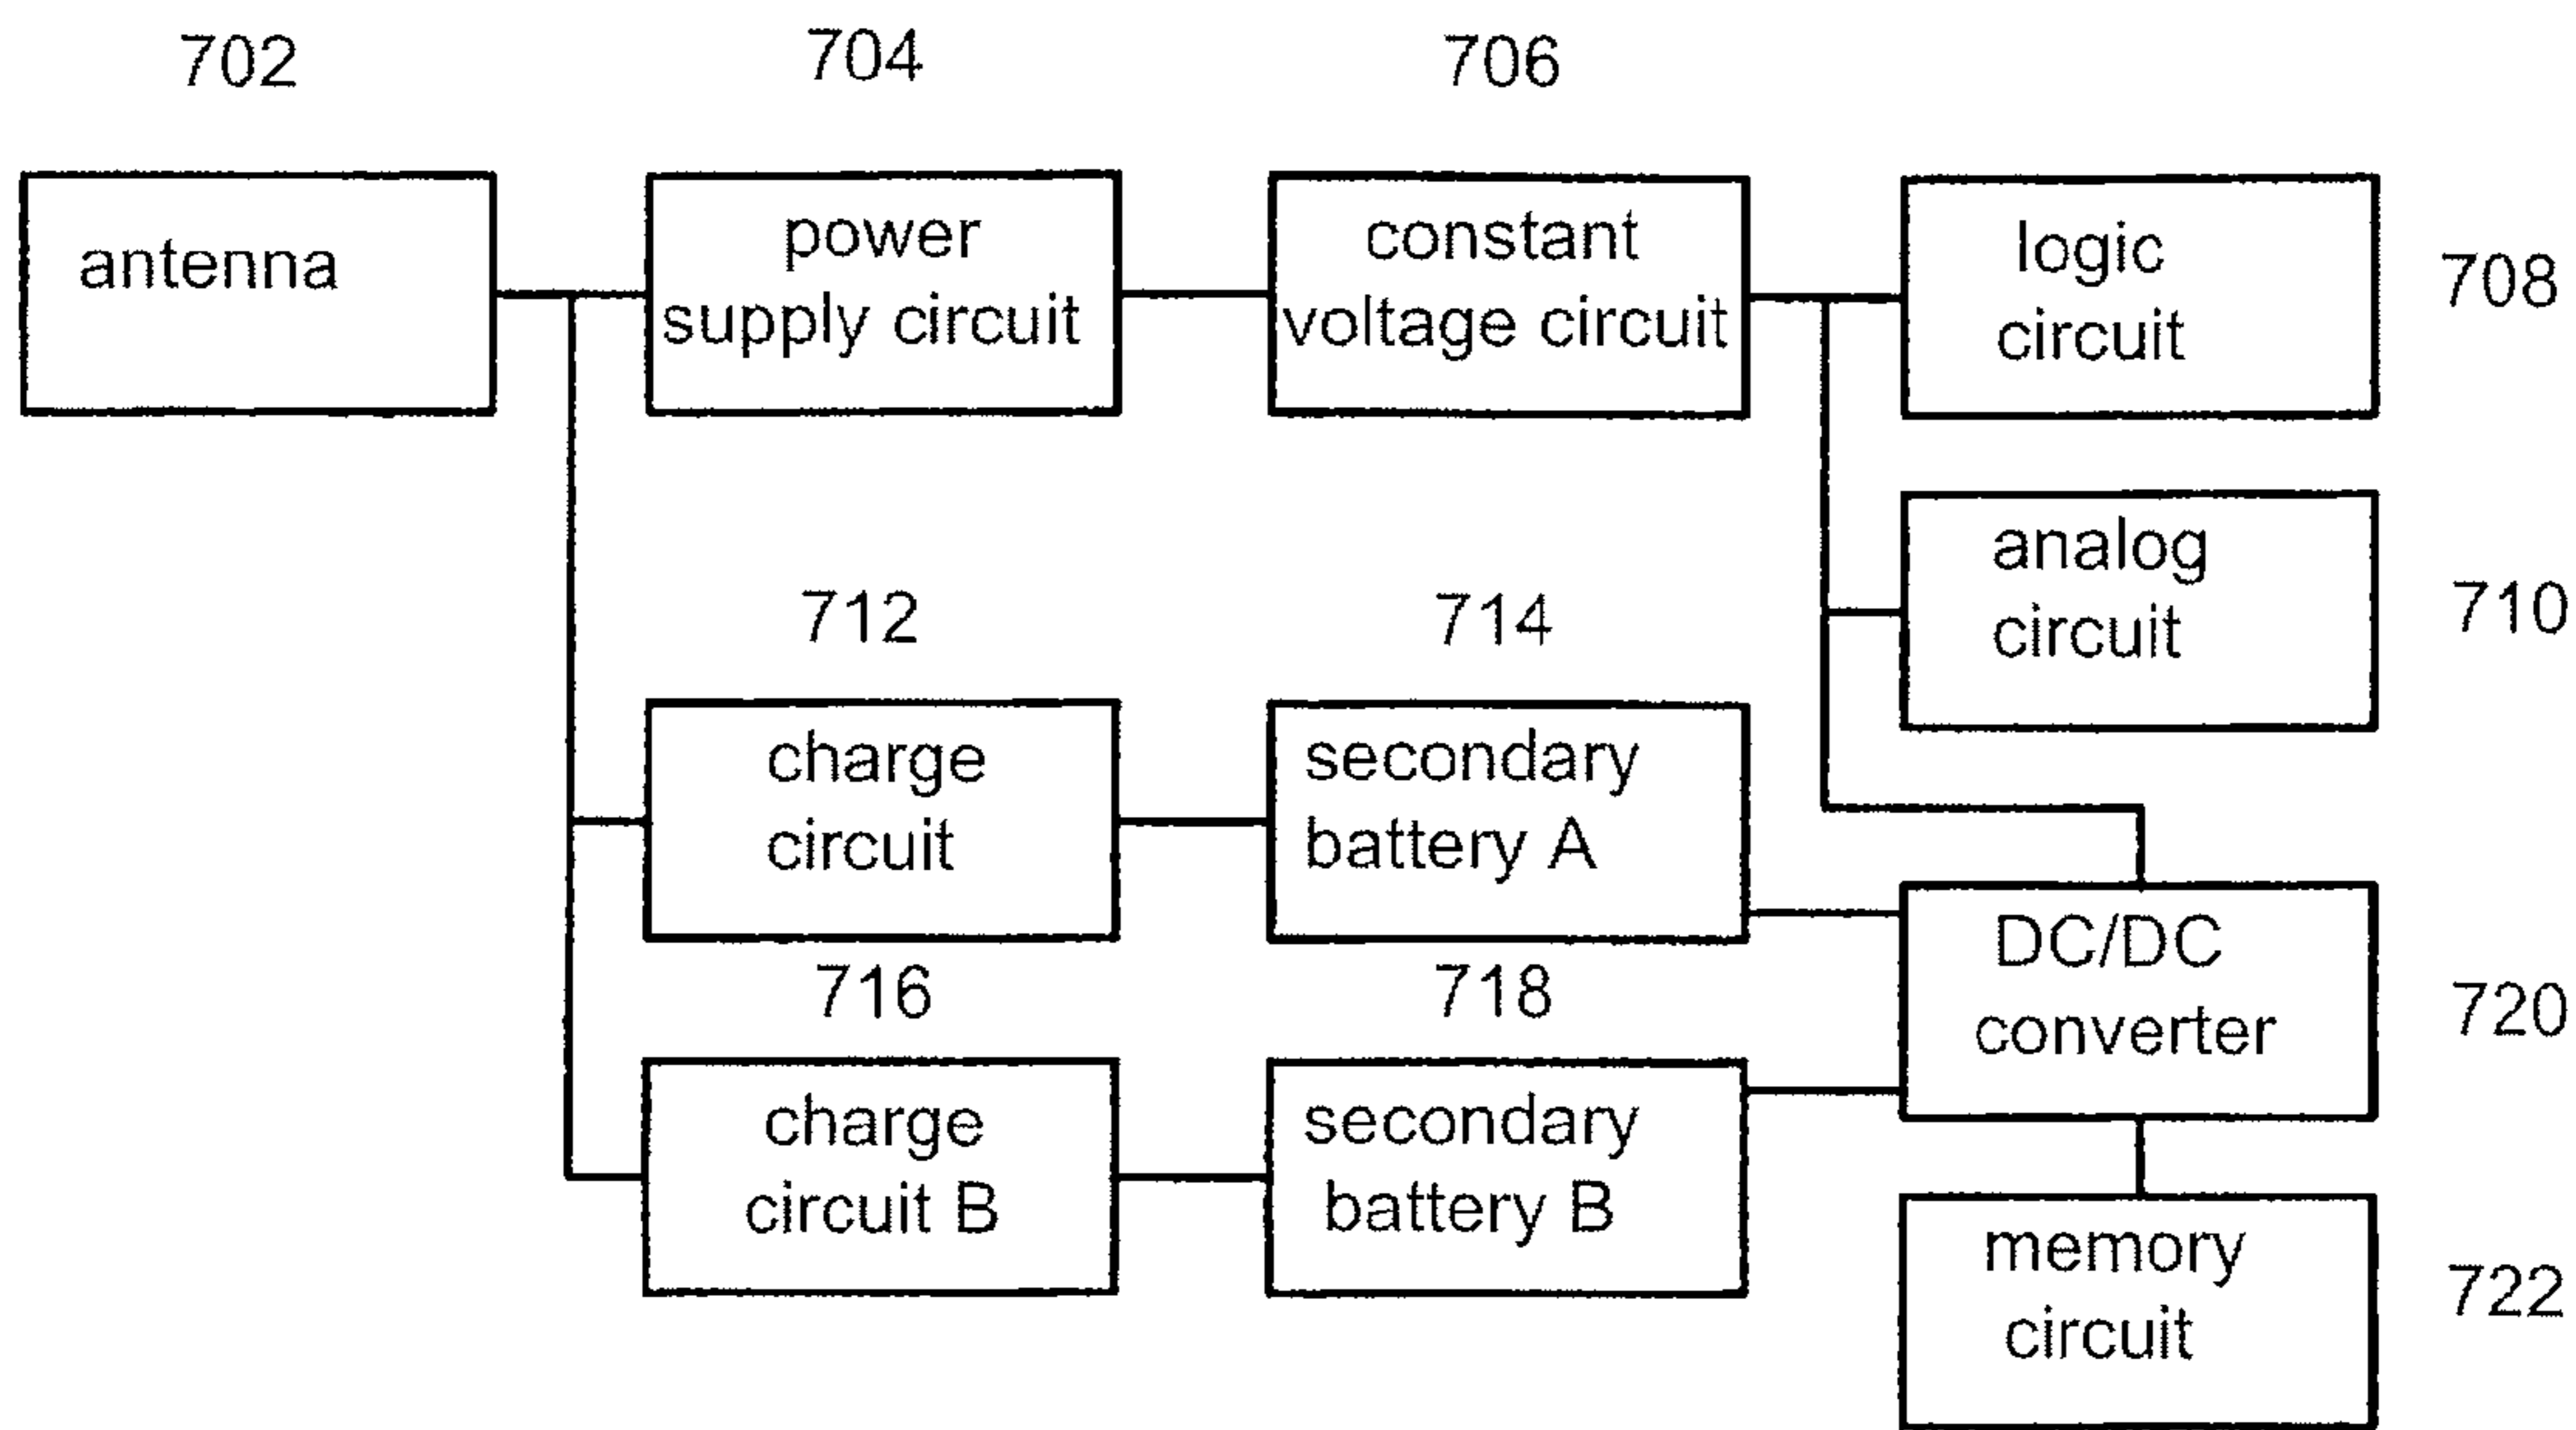 702
704
706
antenna
power
supply circuit
constant
voltage circuit
logic
circuit
708
analog
circuit
710
712
714
charge
circuit
secondary
battery A
DC/DC
converter
720
716
718
charge
circuit B
secondary
battery B
memory
circuit
722